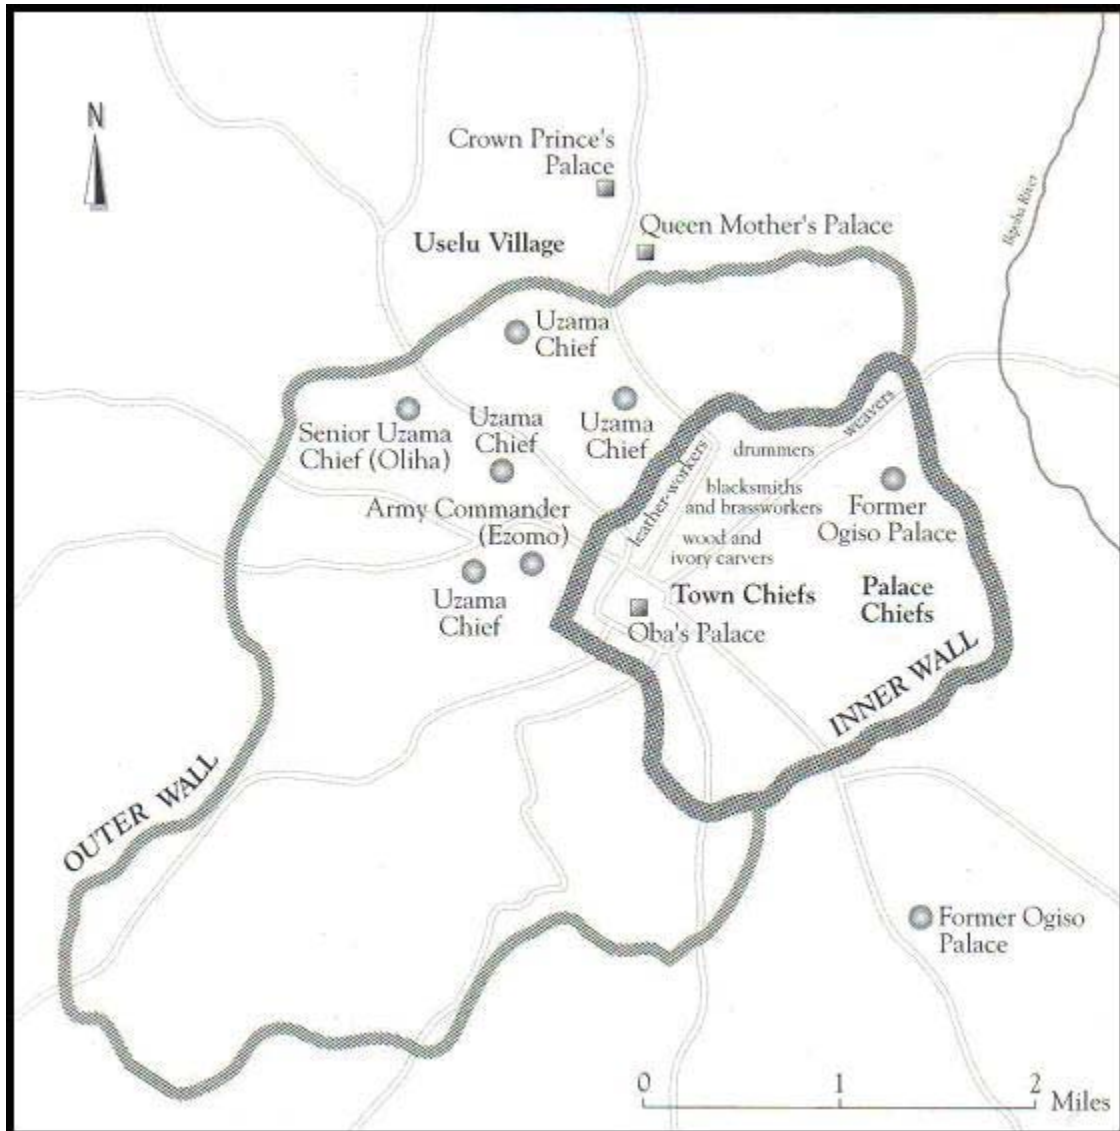 N
Crown Prince's
Palace
Uselu Village
Queen Mother's Palace
Uzama
Chief
Senior Uzama
Chief (Oliha)
Uzama
Chief
Uzama
Chief
Army Commander
(Ezomo)
Uzama
Chief
leather-workers
drummers
weavers
blacksmiths
and brassworkers
wood and
ivory carvers
Former
Ogiso Palace
Town Chiefs
Palace
Chiefs
Oba's Palace
INNER WALL
OUTER WALL
Former Ogiso
Palace
0 1 2
Miles
River